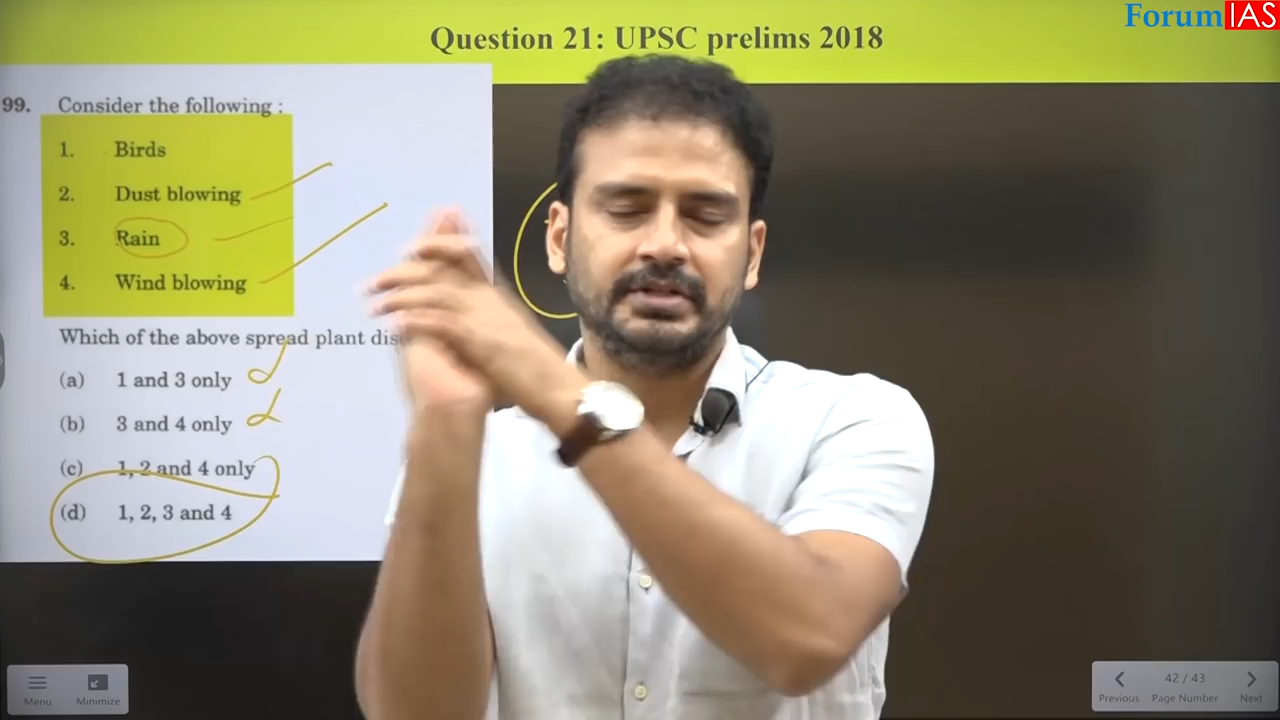 ForumIAS
Question 21: UPSC prelims 2018
99. Consider the following :
1. Birds
2. Dust blowing
3. Rain
4. Wind blowing
Which of the above spread plant
(a) 1 and 3 only
(b) 3 and 4 only
(c) 1, 2 and 4 only
(d) 1, 2, 3 and 4
Menu
Minimize
42 / 43
Previous Page Number Next